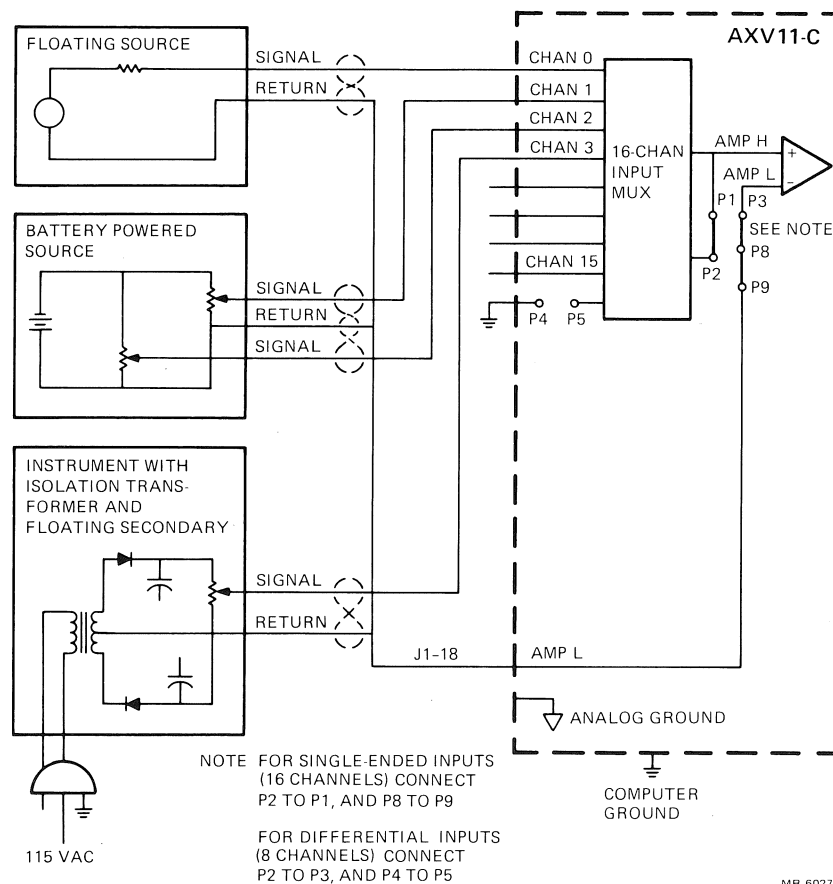 AXV11-C
FLOATING SOURCE
SIGNAL
RETURN
CHAN 0
CHAN 1
CHAN 2
CHAN 3
16-CHAN
INPUT
MUX
AMP H
+
AMP L
−
P1
P3
SEE NOTE
P8
P2
P9
CHAN 15
P4
P5
BATTERY POWERED
SOURCE
SIGNAL
RETURN
SIGNAL
INSTRUMENT WITH
ISOLATION TRANS-
FORMER AND
FLOATING SECONDARY
SIGNAL
RETURN
J1-18
AMP L
ANALOG GROUND
COMPUTER
GROUND
115 VAC
NOTE FOR SINGLE-ENDED INPUTS
(16 CHANNELS) CONNECT
P2 TO P1, AND P8 TO P9
FOR DIFFERENTIAL INPUTS
(8 CHANNELS) CONNECT
P2 TO P3, AND P4 TO P5
MR 6027